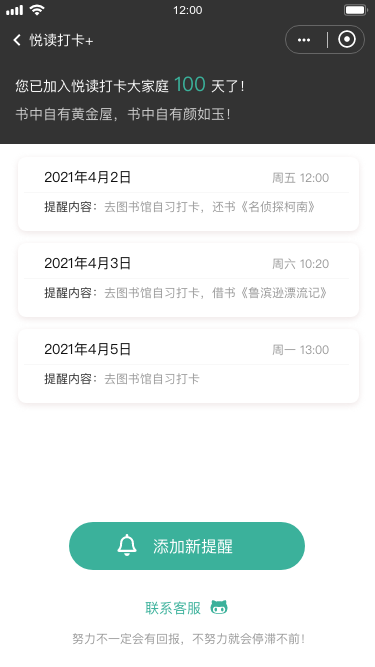 12:00
悦读打卡+
您已加入悦读打卡大家庭 100 天了！
书中自有黄金屋，书中自有颜如玉！
2021年4月2日 周五 12:00
提醒内容：去图书馆自习打卡，还书《名侦探柯南》
2021年4月3日 周六 10:20
提醒内容：去图书馆自习打卡，借书《鲁滨逊漂流记》
2021年4月5日 周一 13:00
提醒内容：去图书馆自习打卡
添加新提醒
联系客服
努力不一定会有回报，不努力就会停滞不前！